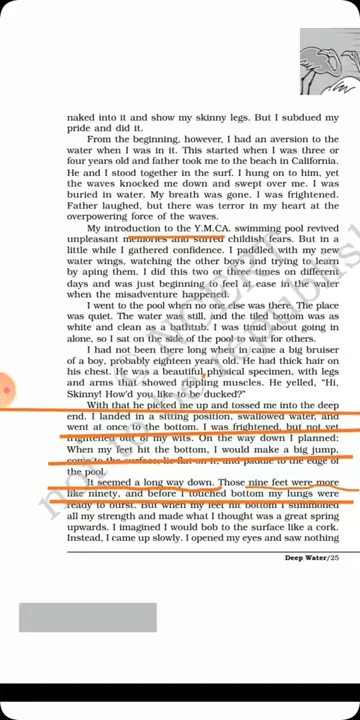 naked into it and show my skinny legs. But I subdued my
pride and did it.
From the beginning, however, I had an aversion to the
water when I was in it. This started when I was three or
four years old and father took me to the beach in California.
He and I stood together in the surf. I hung on to him, yet
the waves knocked me down and swept over me. I was
buried in water. My breath was gone. I was frightened.
Father laughed, but there was terror in my heart at the
overpowering force of the waves.
My introduction to the Y.M.C.A. swimming pool revived
unpleasant memories and stirred childish fears. But in a
little while I gathered confidence. I paddled with my new
water wings, watching the other boys and trying to learn
by aping them. I did this two or three times on different
days and was just beginning to feel at ease in the water
when the misadventure happened.
I went to the pool when no one else was there. The place
was quiet. The water was still, and the tiled bottom was
as white and clean as a bathtub. I was timid about going in
alone, so I sat on the side of the pool to wait for others.
I had not been there long when in came a big bruiser
of a boy, probably eighteen years old. He had thick hair on
his chest. He was a beautiful physical specimen, with legs
and arms that showed rippling muscles. He yelled, “Hi,
Skinny! How'd you like to be ducked?”
With that he picked me up and tossed me into the deep
end. I landed in a sitting position, swallowed water, and
went at once to the bottom. I was frightened, but not yet
frightened out of my wits. On the way down I planned:
When my feet hit the bottom, I would make a big jump,
come to the surface, lie flat on it, and paddle to the edge of
the pool.
It seemed a long way down. Those nine feet were more
like ninety, and before I touched bottom my lungs were
ready to burst. But when my feet hit bottom I summoned
all my strength and made what I thought was a great spring
upwards. I imagined I would bob to the surface like a cork.
Instead, I came up slowly. I opened my eyes and saw nothing
Deep Water/25